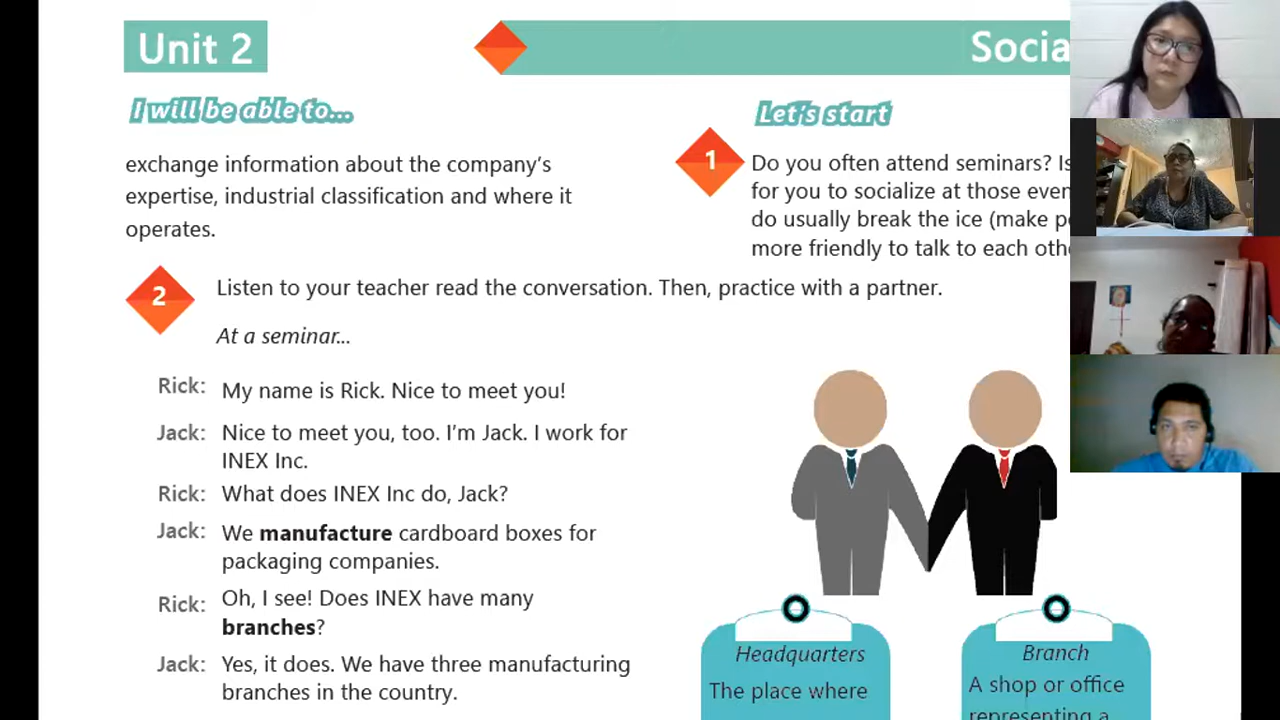 Unit 2
Socia
I will be able to...
exchange information about the company's
expertise, industrial classification and where it
operates.
Let's start
1
Do you often attend seminars? Is
for you to socialize at those even
do usually break the ice (make pe
more friendly to talk to each othe
2
Listen to your teacher read the conversation. Then, practice with a partner.
At a seminar...
Rick: My name is Rick. Nice to meet you!
Jack: Nice to meet you, too. I'm Jack. I work for
INEX Inc.
Rick: What does INEX Inc do, Jack?
Jack: We manufacture cardboard boxes for
packaging companies.
Rick: Oh, I see! Does INEX have many
branches?
Jack: Yes, it does. We have three manufacturing
branches in the country.
Headquarters
The place where
Branch
A shop or office
representing a